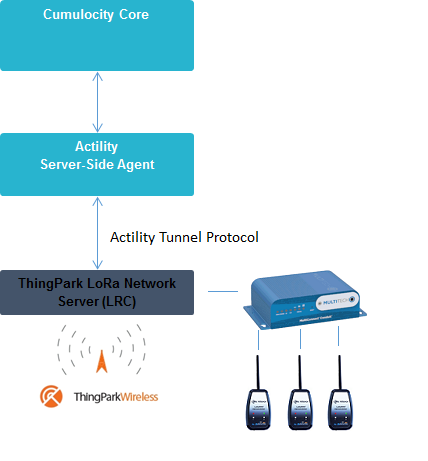 Cumulocity Core
Actility
Server-Side Agent
Actility Tunnel Protocol
ThingPark LoRa Network
Server (LRC)
MULTITECH
ThingParkWireless